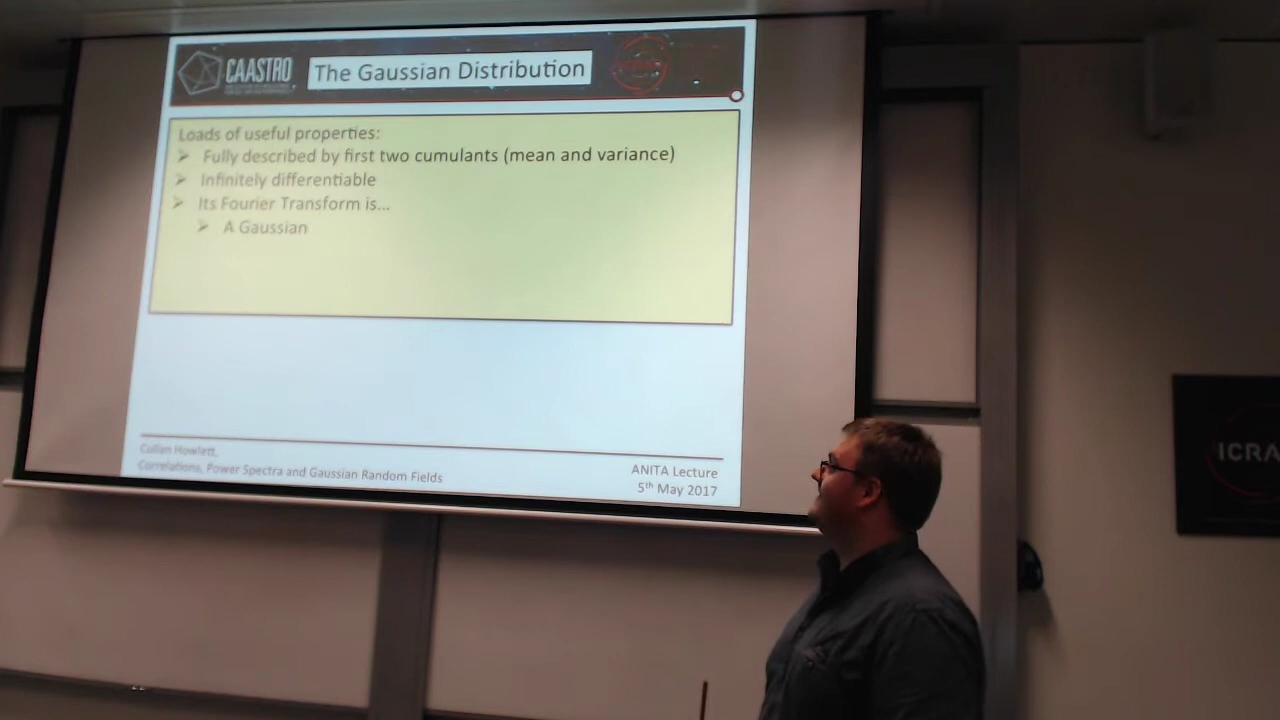 CAASTRO
The Gaussian Distribution
Loads of useful properties:
➤ Fully described by first two cumulants (mean and variance)
➤ Infinitely differentiable
➤ Its Fourier Transform is...
➤ A Gaussian
Cullan Howlett,
Correlations, Power Spectra and Gaussian Random Fields
ANITA Lecture
5th May 2017
ICRA